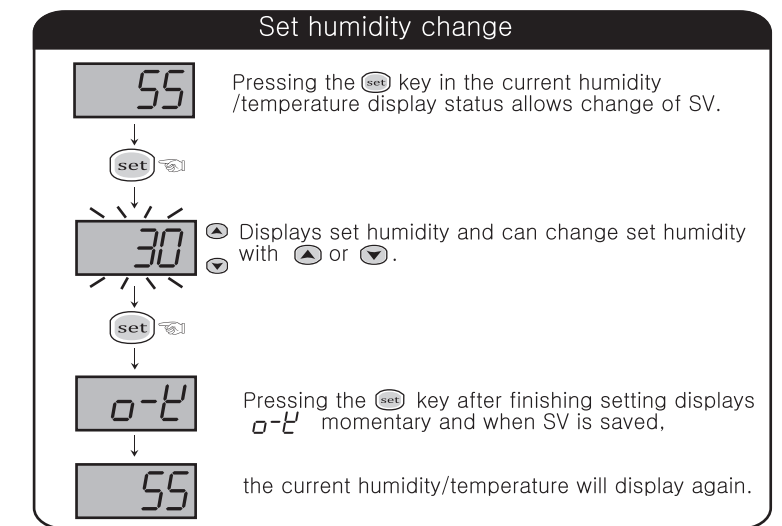 Set humidity change
55
Pressing the set key in the current humidity
/temperature display status allows change of SV.
set
30
Displays set humidity and can change set humidity
with or .
set
o-k
Pressing the set key after finishing setting displays
o-k momentary and when SV is saved,
55
the current humidity/temperature will display again.